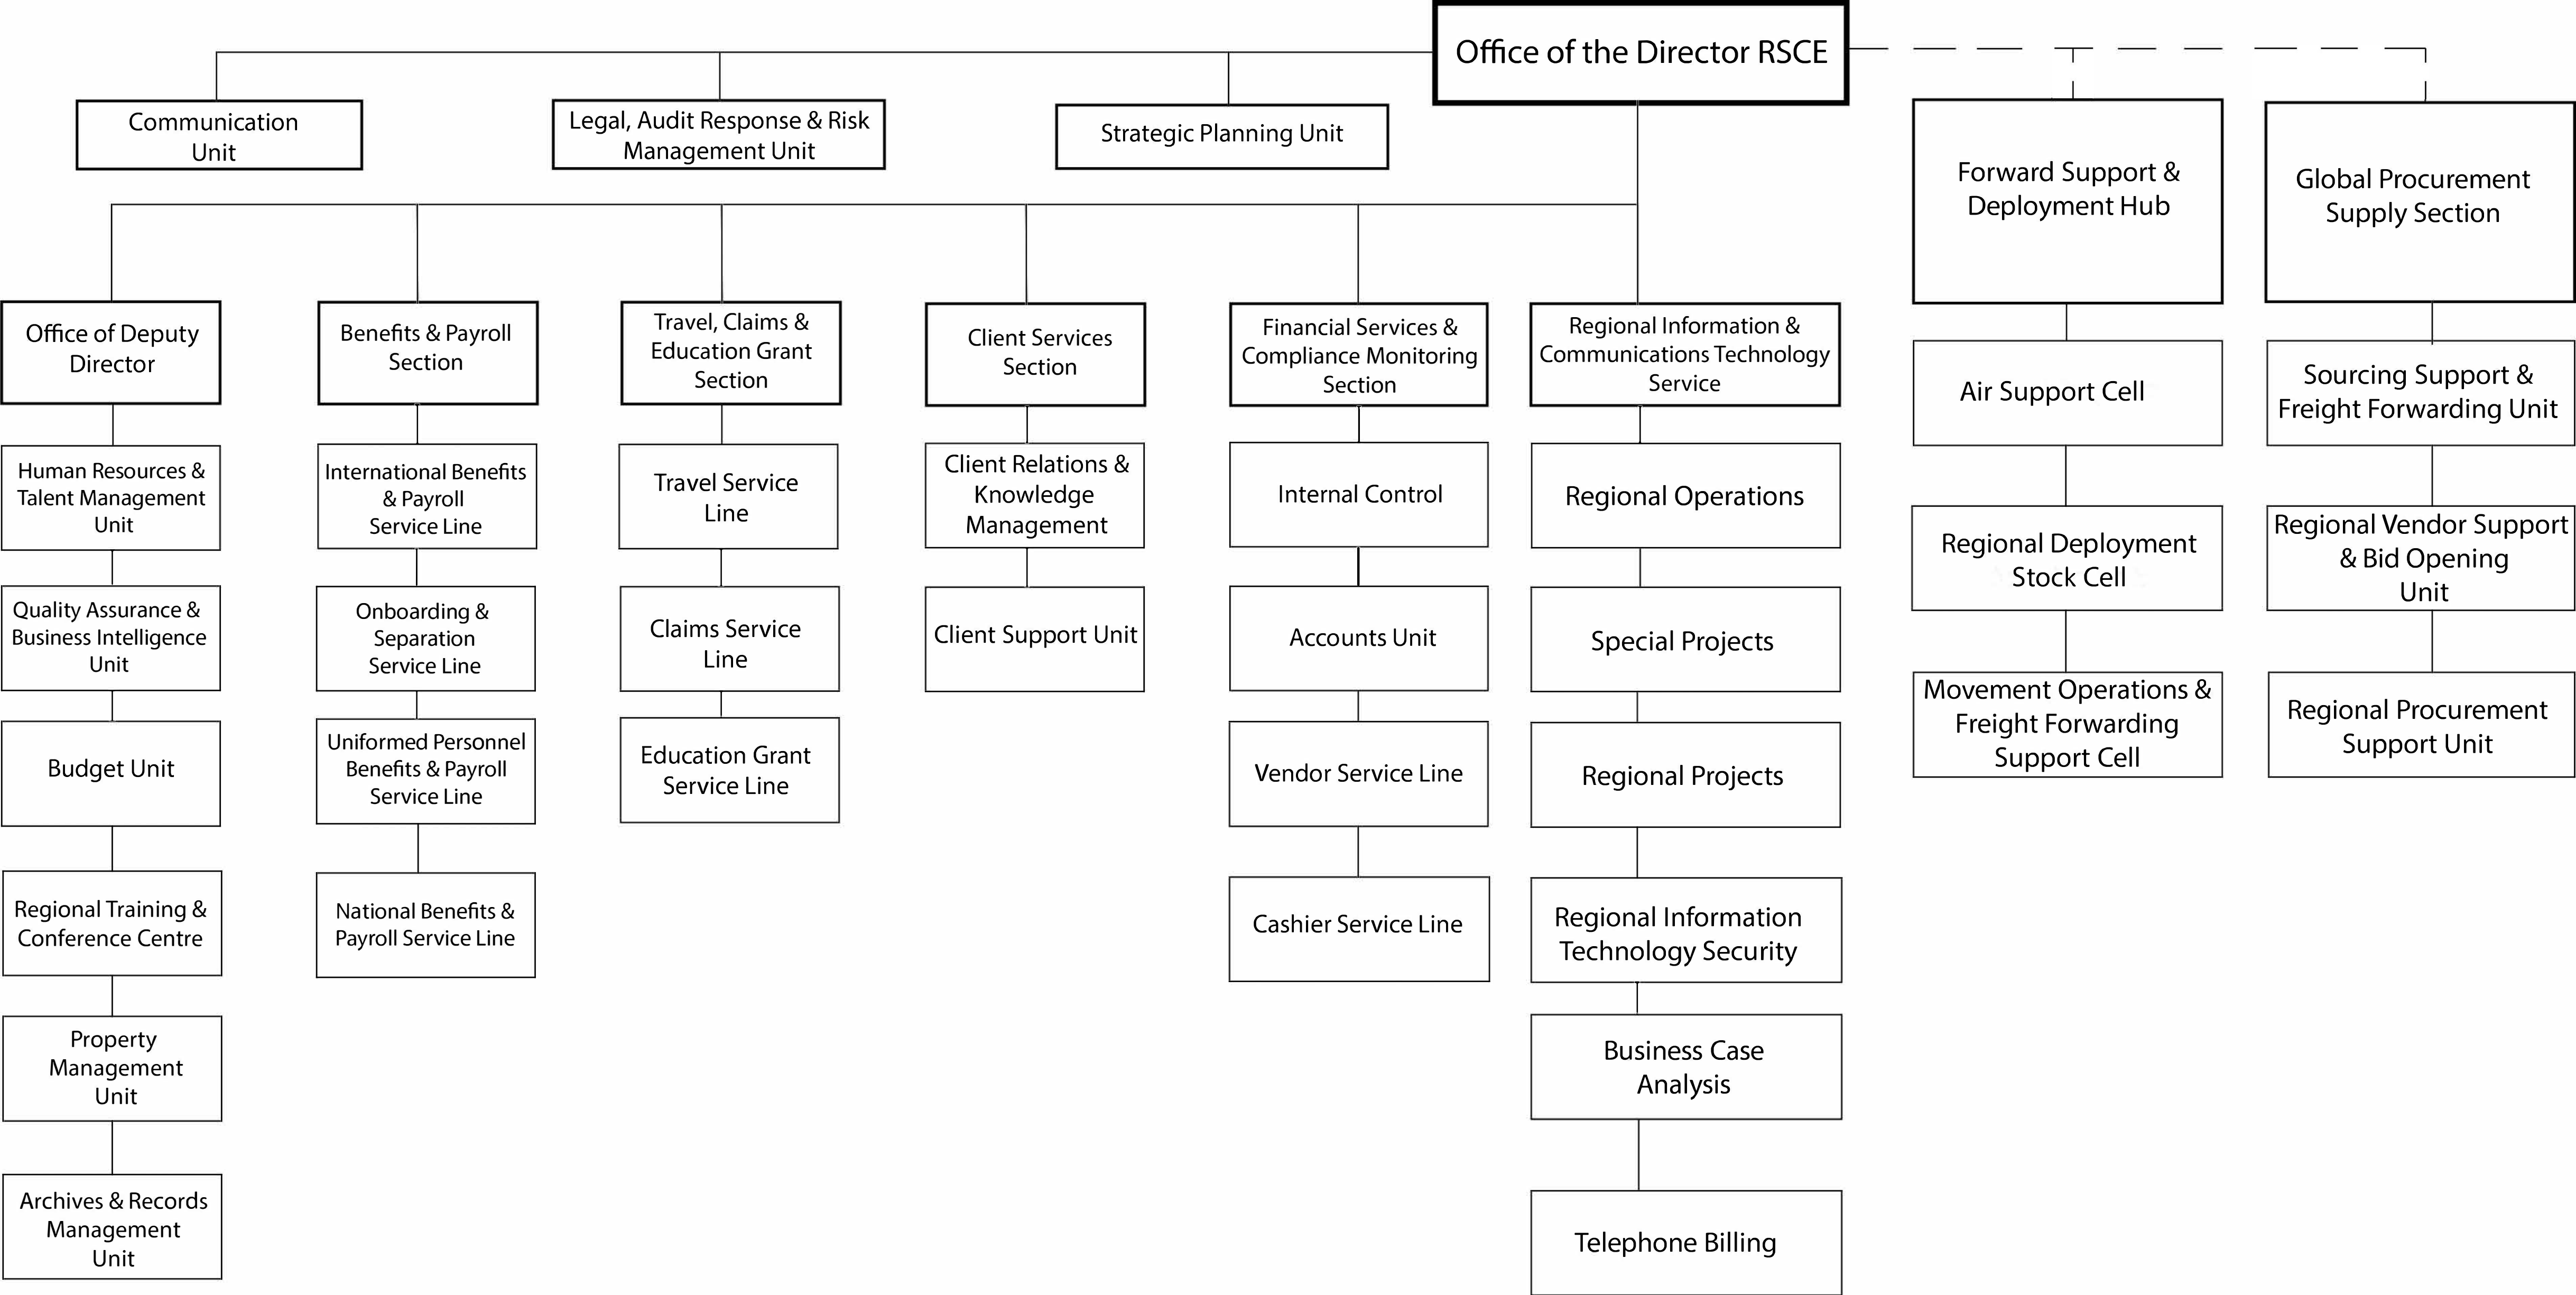 Office of the Director RSCE
Communication
Unit
Legal, Audit Response & Risk
Management Unit
Strategic Planning Unit
Forward Support &
Deployment Hub
Global Procurement
Supply Section
Office of Deputy
Director
Benefits & Payroll
Section
Travel, Claims &
Education Grant
Section
Client Services
Section
Financial Services &
Compliance Monitoring
Section
Regional Information &
Communications Technology
Service
Human Resources &
Talent Management
Unit
Quality Assurance &
Business Intelligence
Unit
Budget Unit
Regional Training &
Conference Centre
Property
Management
Unit
Archives & Records
Management
Unit
International Benefits
& Payroll
Service Line
Onboarding &
Separation
Service Line
Uniformed Personnel
Benefits & Payroll
Service Line
National Benefits &
Payroll Service Line
Travel Service
Line
Claims Service
Line
Education Grant
Service Line
Client Relations &
Knowledge
Management
Client Support Unit
Internal Control
Accounts Unit
Vendor Service Line
Cashier Service Line
Regional Operations
Special Projects
Regional Projects
Regional Information
Technology Security
Business Case
Analysis
Telephone Billing
Air Support Cell
Regional Deployment
Stock Cell
Movement Operations &
Freight Forwarding
Support Cell
Sourcing Support &
Freight Forwarding Unit
Regional Vendor Support
& Bid Opening
Unit
Regional Procurement
Support Unit